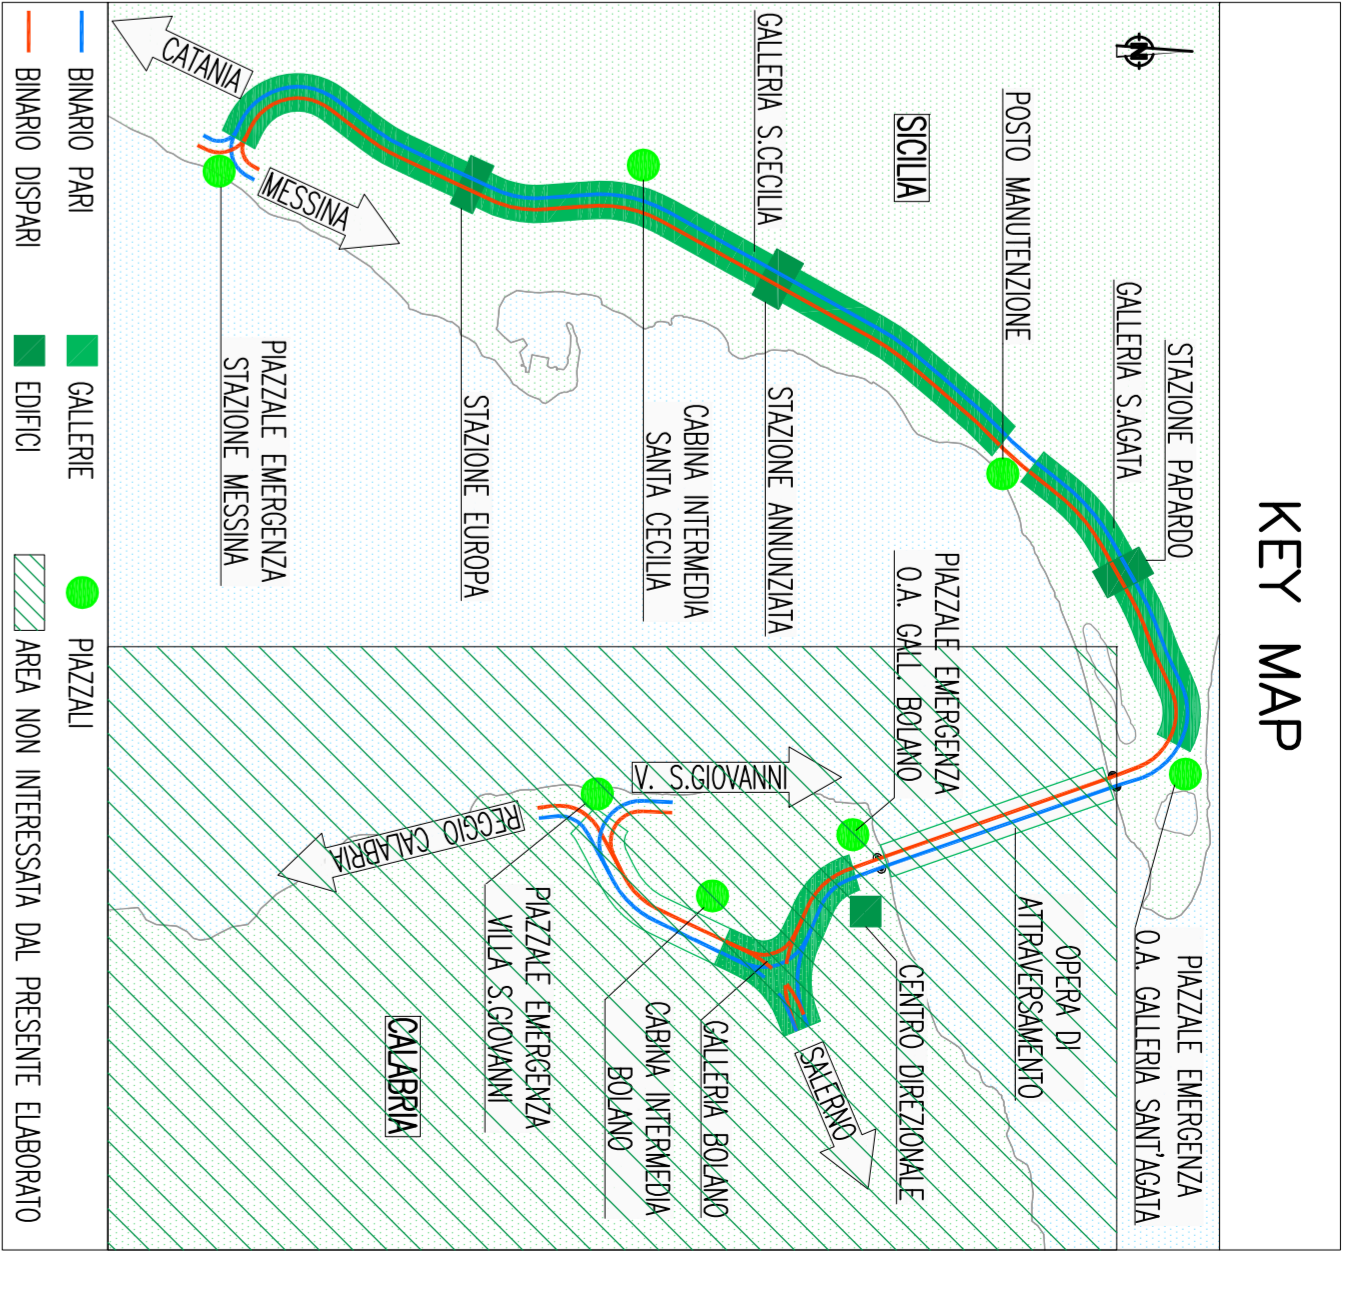 KEY MAP
N
SICILIA
POSTO MANUTENZIONE
GALLERIA S.CECILIA
GALLERIA S.AGATA
STAZIONE PAPARDO
CATANIA
MESSINA
PIAZZALE EMERGENZA
STAZIONE MESSINA
STAZIONE EUROPA
CABINA INTERMEDIA
SANTA CECILIA
STAZIONE ANNUNZIATA
PIAZZALE EMERGENZA
O.A. GALL. BOLANO
V. S.GIOVANNI
REGGIO CALABRIA
PIAZZALE EMERGENZA
O.A. GALLERIA SANT'AGATA
OPERA DI
ATTRAVERSAMENTO
CENTRO DIREZIONALE
SALERNO
GALLERIA BOLANO
CABINA INTERMEDIA
BOLANO
PIAZZALE EMERGENZA
VILLA S.GIOVANNI
CALABRIA
BINARIO PARI
GALLERIE
PIAZZALI
BINARIO DISPARI
EDIFICI
AREA NON INTERESSATA DAL PRESENTE ELABORATO